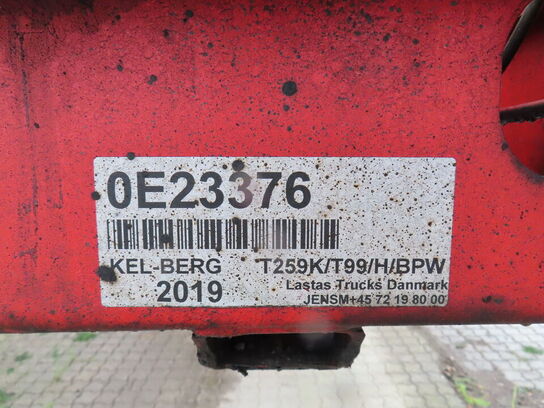 0E23376
KEL-BERG T259K/T99/H/BPW
2019 Lastas Trucks Danmark
JENSM+45 72 19 80 00